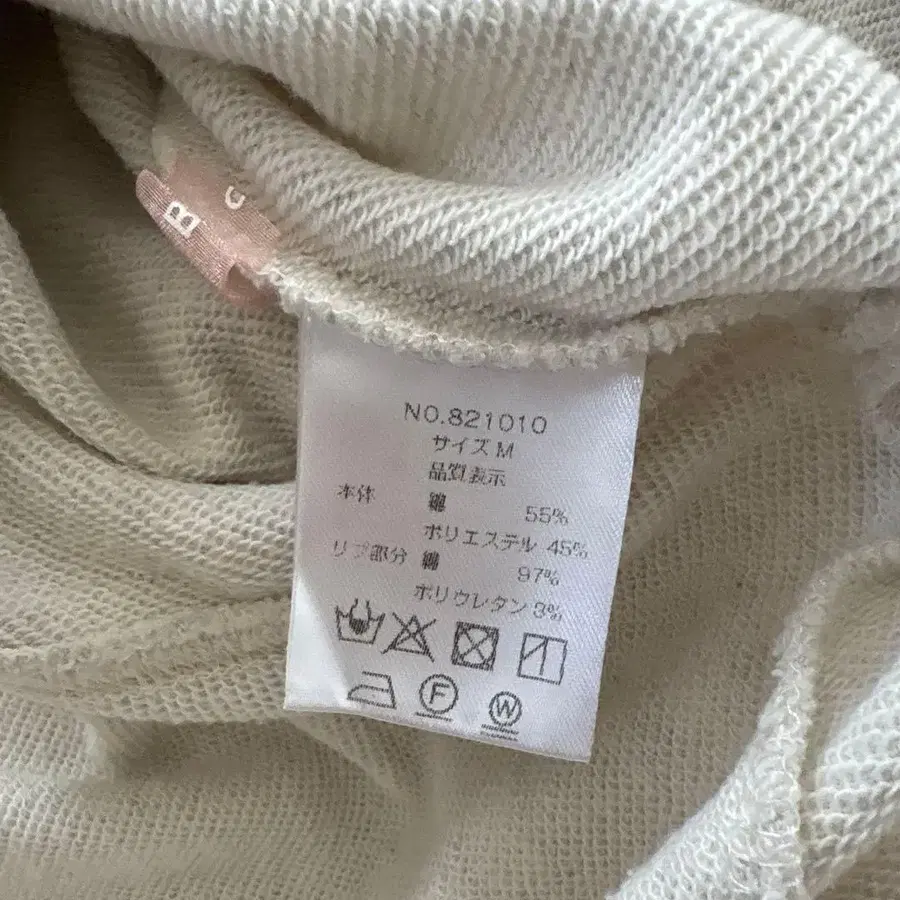 B c
NO.821010
サイズ M
品質表示
本体 綿 55%
ポリエステル 45%
リブ部分 綿 97%
ポリウレタン 3%
F W